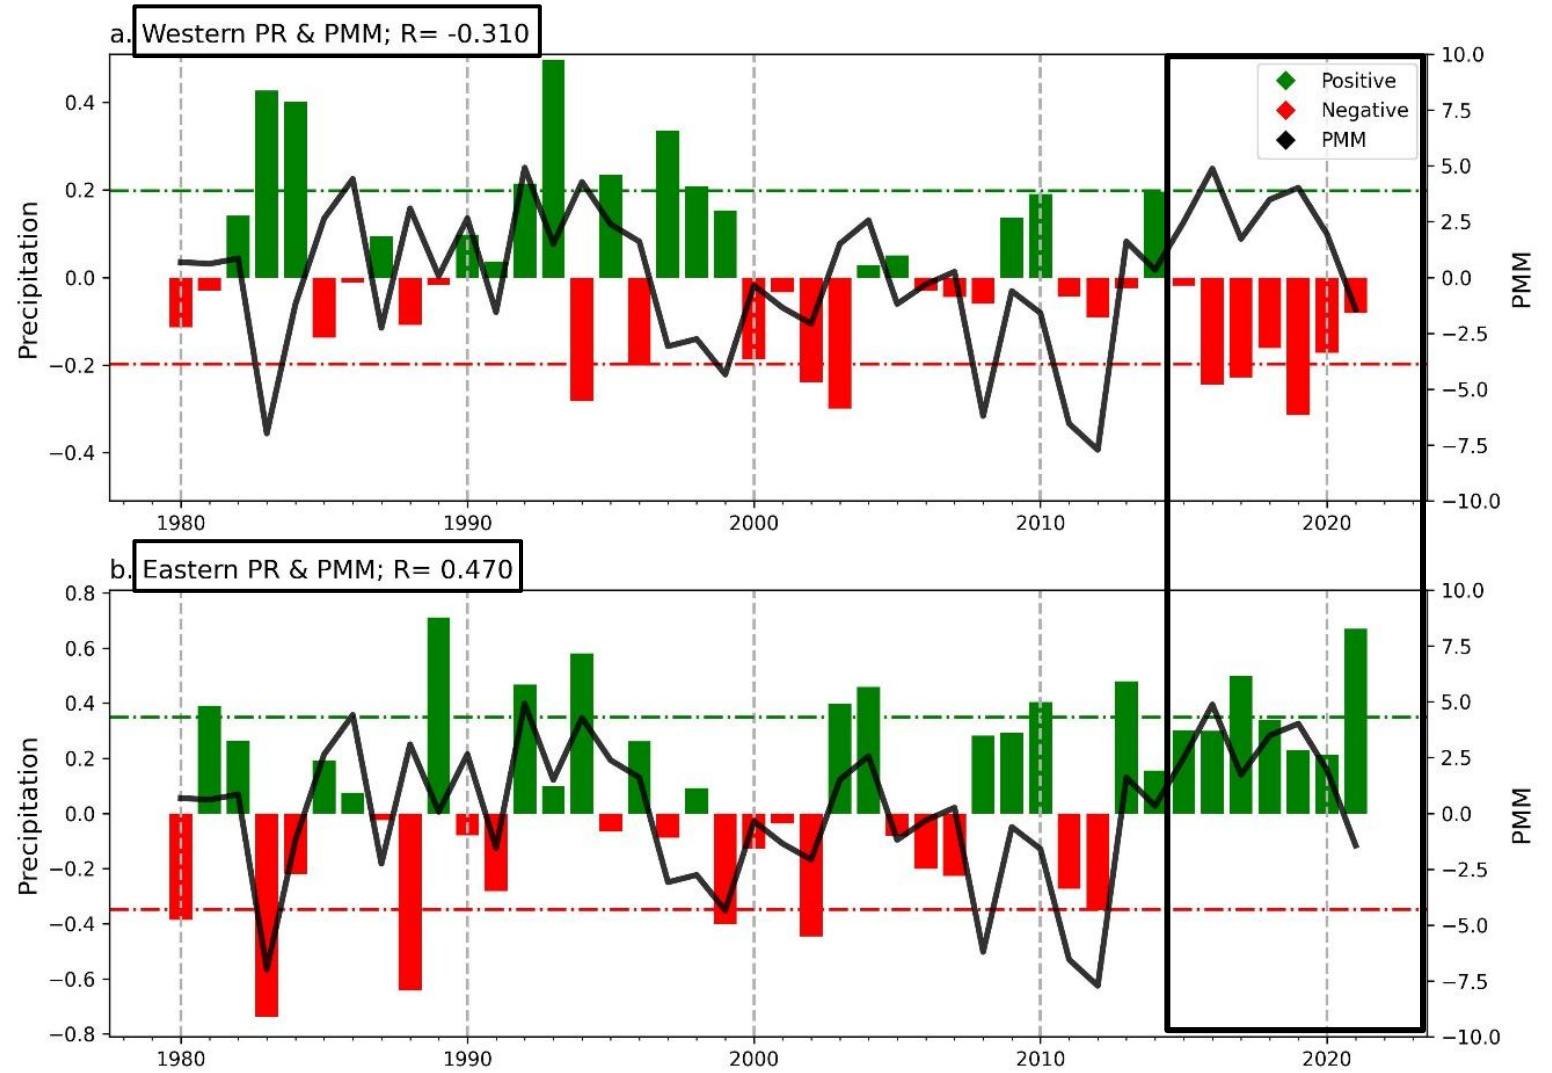 a. Western PR & PMM; R= -0.310
Precipitation
0.4
0.2
0.0
−0.2
−0.4
10.0
7.5
5.0
2.5
0.0
−2.5
−5.0
−7.5
−10.0
PMM
Positive
Negative
PMM
1980 1990 2000 2010 2020
b. Eastern PR & PMM; R= 0.470
Precipitation
0.8
0.6
0.4
0.2
0.0
−0.2
−0.4
−0.6
−0.8
10.0
7.5
5.0
2.5
0.0
−2.5
−5.0
−7.5
−10.0
PMM
1980 1990 2000 2010 2020